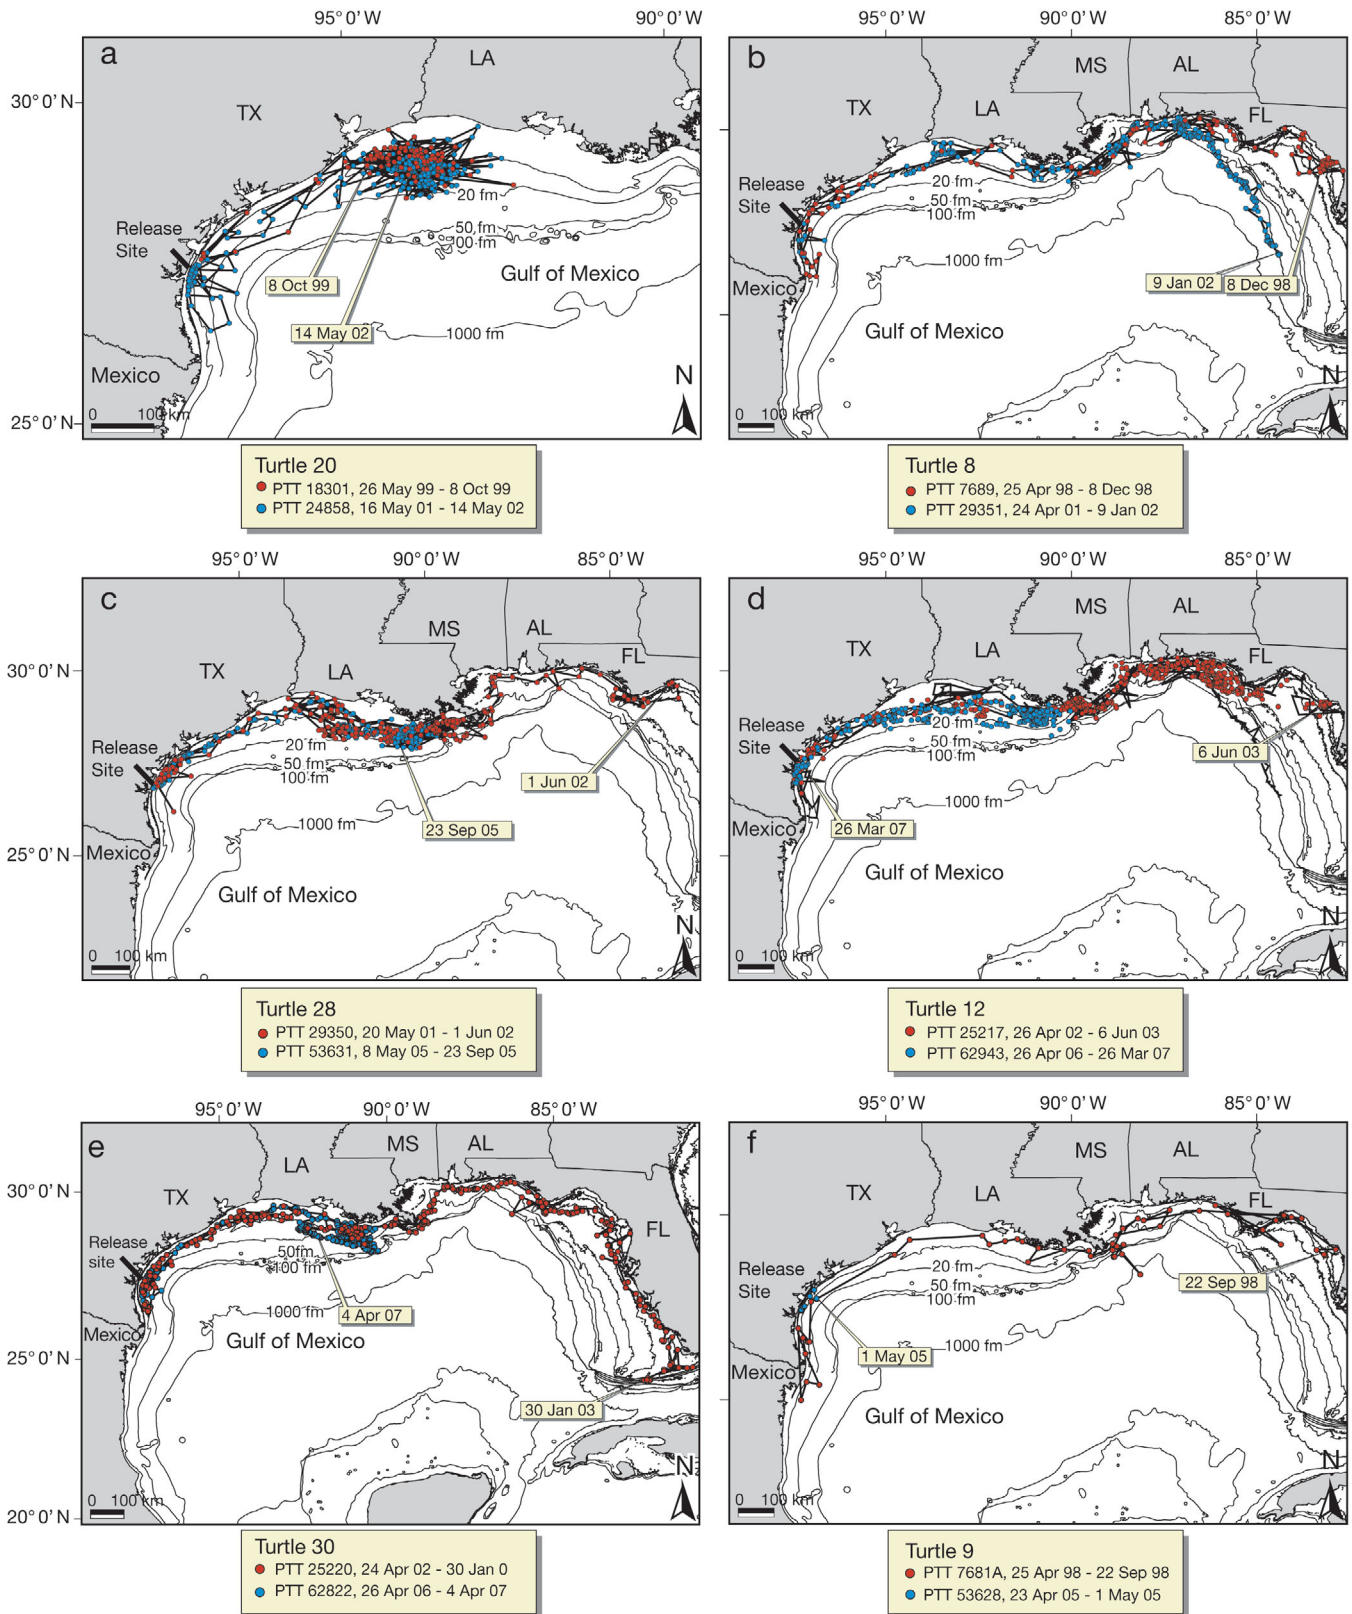 95°0'W 90°0'W
a
LA
TX
30°0'N
FL
20 fm
50 fm
100 fm
Release
Site
8 Oct 99
Gulf of Mexico
14 May 02
1000 fm
Mexico
N
0 100 km
25°0'N
Turtle 20
PTT 18301, 26 May 99 - 8 Oct 99
PTT 24858, 16 May 01 - 14 May 02
95°0'W 90°0'W 85°0'W
b
MS AL
TX LA FL
Release
Site
20 fm
50 fm
100 fm
1000 fm
9 Jan 02 8 Dec 98
Mexico
Gulf of Mexico
N
0 100 km
Turtle 8
PTT 7689, 25 Apr 98 - 8 Dec 98
PTT 29351, 24 Apr 01 - 9 Jan 02
95°0'W 90°0'W 85°0'W
c
MS AL
TX LA FL
30°0'N
Release
Site
20 fm
50 fm
100 fm
1 Jun 02
1000 fm
23 Sep 05
Mexico
25°0'N
Gulf of Mexico
N
0 100 km
Turtle 28
PTT 29350, 20 May 01 - 1 Jun 02
PTT 53631, 8 May 05 - 23 Sep 05
95°0'W 90°0'W 85°0'W
d
MS AL
TX LA FL
Release
Site
20 fm
50 fm
100 fm
6 Jun 03
1000 fm
26 Mar 07
Mexico
Gulf of Mexico
N
0 100 km
Turtle 12
PTT 25217, 26 Apr 02 - 6 Jun 03
PTT 62943, 26 Apr 06 - 26 Mar 07
95°0'W 90°0'W 85°0'W
e
MS AL
LA
TX
30°0'N
FL
Release
site
50fm
100 fm
1000 fm
4 Apr 07
Mexico
Gulf of Mexico
25°0'N
30 Jan 03
N
0 100 km
20°0'N
Turtle 30
PTT 25220, 24 Apr 02 - 30 Jan 0
PTT 62822, 26 Apr 06 - 4 Apr 07
95°0'W 90°0'W 85°0'W
f
MS AL
TX LA FL
Release
Site
20 fm
50 fm
100 fm
22 Sep 98
1 May 05
1000 fm
Mexico
Gulf of Mexico
N
0 100 km
Turtle 9
PTT 7681A, 25 Apr 98 - 22 Sep 98
PTT 53628, 23 Apr 05 - 1 May 05